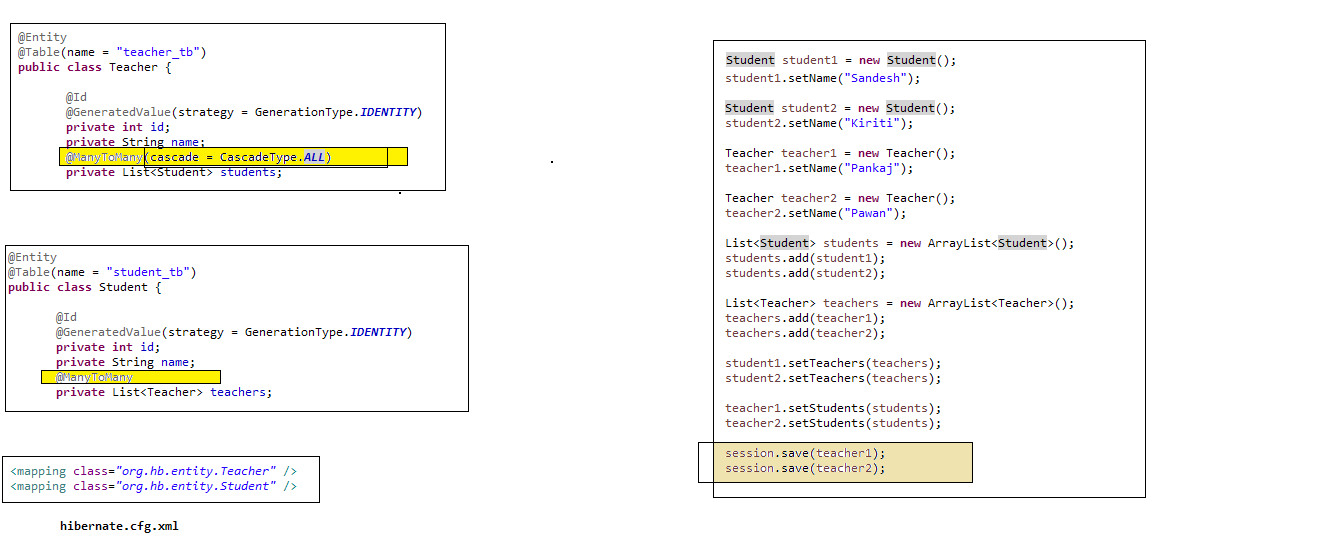 @Entity
@Table(name = "teacher_tb")
public class Teacher {
@Id
@GeneratedValue(strategy = GenerationType.IDENTITY)
private int id;
private String name;
@ManyToMany(cascade = CascadeType.ALL)
private List<Student> students;
@Entity
@Table(name = "student_tb")
public class Student {
@Id
@GeneratedValue(strategy = GenerationType.IDENTITY)
private int id;
private String name;
@ManyToMany
private List<Teacher> teachers;
<mapping class="org.hb.entity.Teacher" />
<mapping class="org.hb.entity.Student" />
hibernate.cfg.xml
Student student1 = new Student();
student1.setName("Sandesh");
Student student2 = new Student();
student2.setName("Kiriti");
Teacher teacher1 = new Teacher();
teacher1.setName("Pankaj");
Teacher teacher2 = new Teacher();
teacher2.setName("Pawan");
List<Student> students = new ArrayList<Student>();
students.add(student1);
students.add(student2);
List<Teacher> teachers = new ArrayList<Teacher>();
teachers.add(teacher1);
teachers.add(teacher2);
student1.setTeachers(teachers);
student2.setTeachers(teachers);
teacher1.setStudents(students);
teacher2.setStudents(students);
session.save(teacher1);
session.save(teacher2);